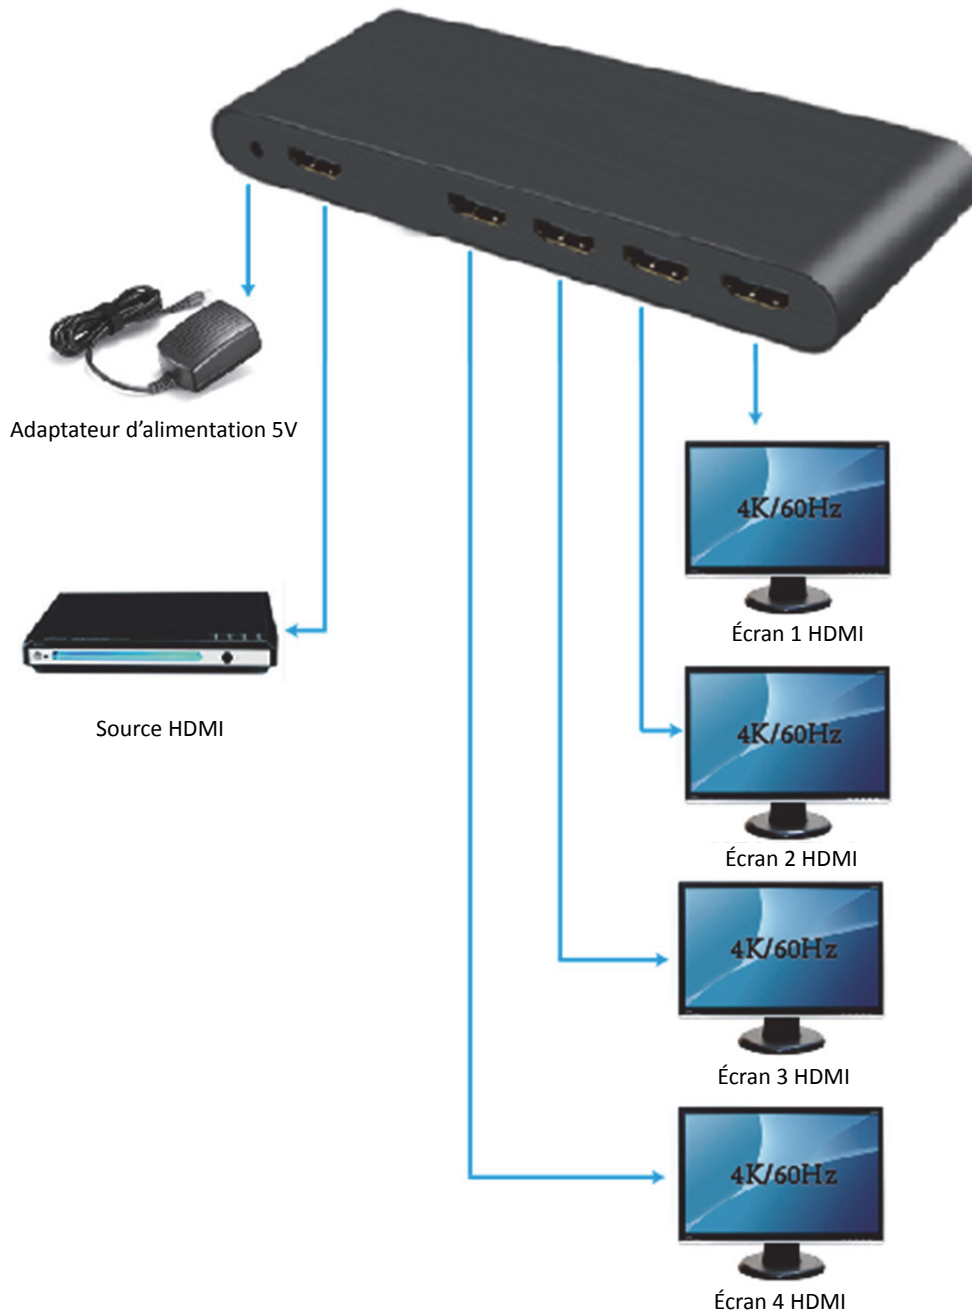 Adaptateur d’alimentation 5V
4K/60Hz
Écran 1 HDMI
Source HDMI
4K/60Hz
Écran 2 HDMI
4K/60Hz
Écran 3 HDMI
4K/60Hz
Écran 4 HDMI